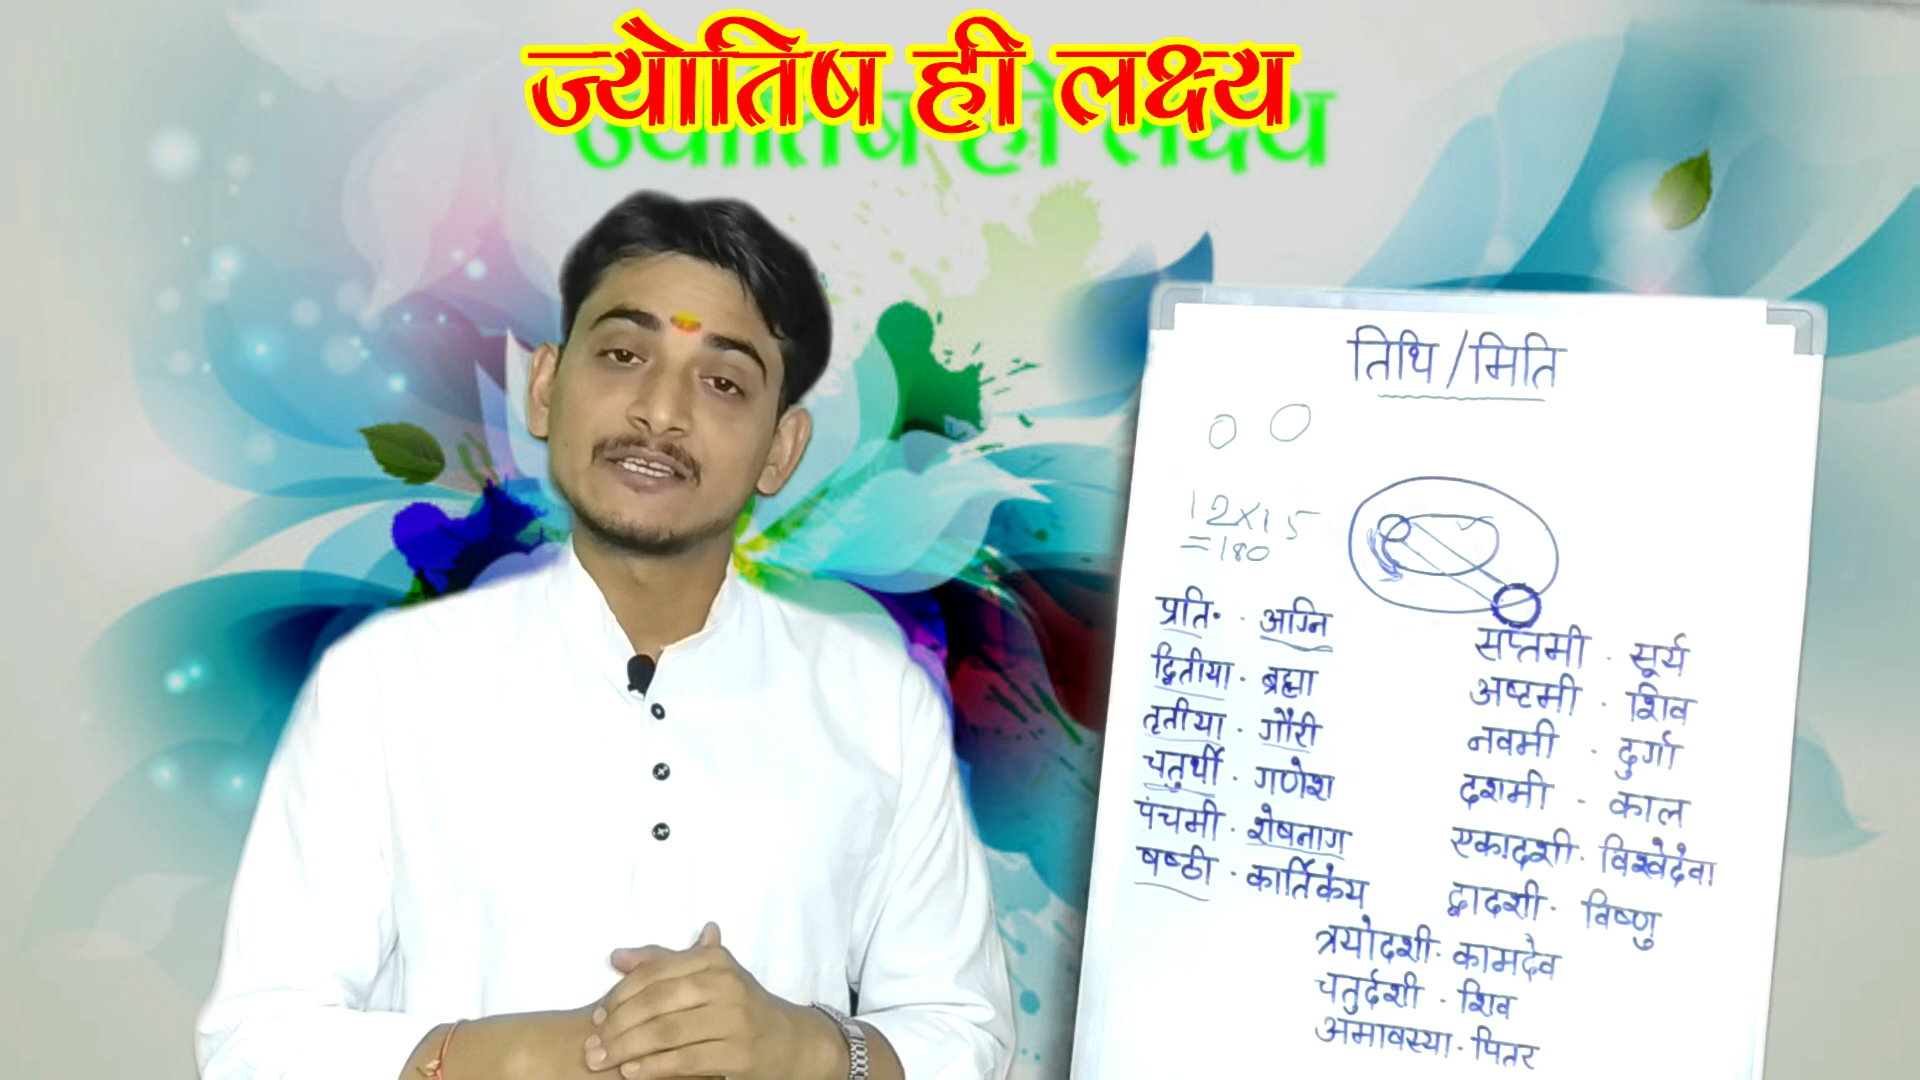 ज्योतिष ही लक्ष्य
ज्योतिष ही लक्ष्य
तिथि / मिति
12x15
=180
प्रति॰ · अग्नि
द्वितीया · ब्रह्मा
तृतीया · गौरी
चतुर्थी · गणेश
पंचमी · शेषनाग
षष्ठी · कार्तिकेय
सप्तमी · सूर्य
अष्टमी · शिव
नवमी · दुर्गा
दशमी - काल
एकादशी · विश्वेदेवा
द्वादशी · विष्णु
त्रयोदशी · कामदेव
चतुर्दशी · शिव
अमावस्या · पितर